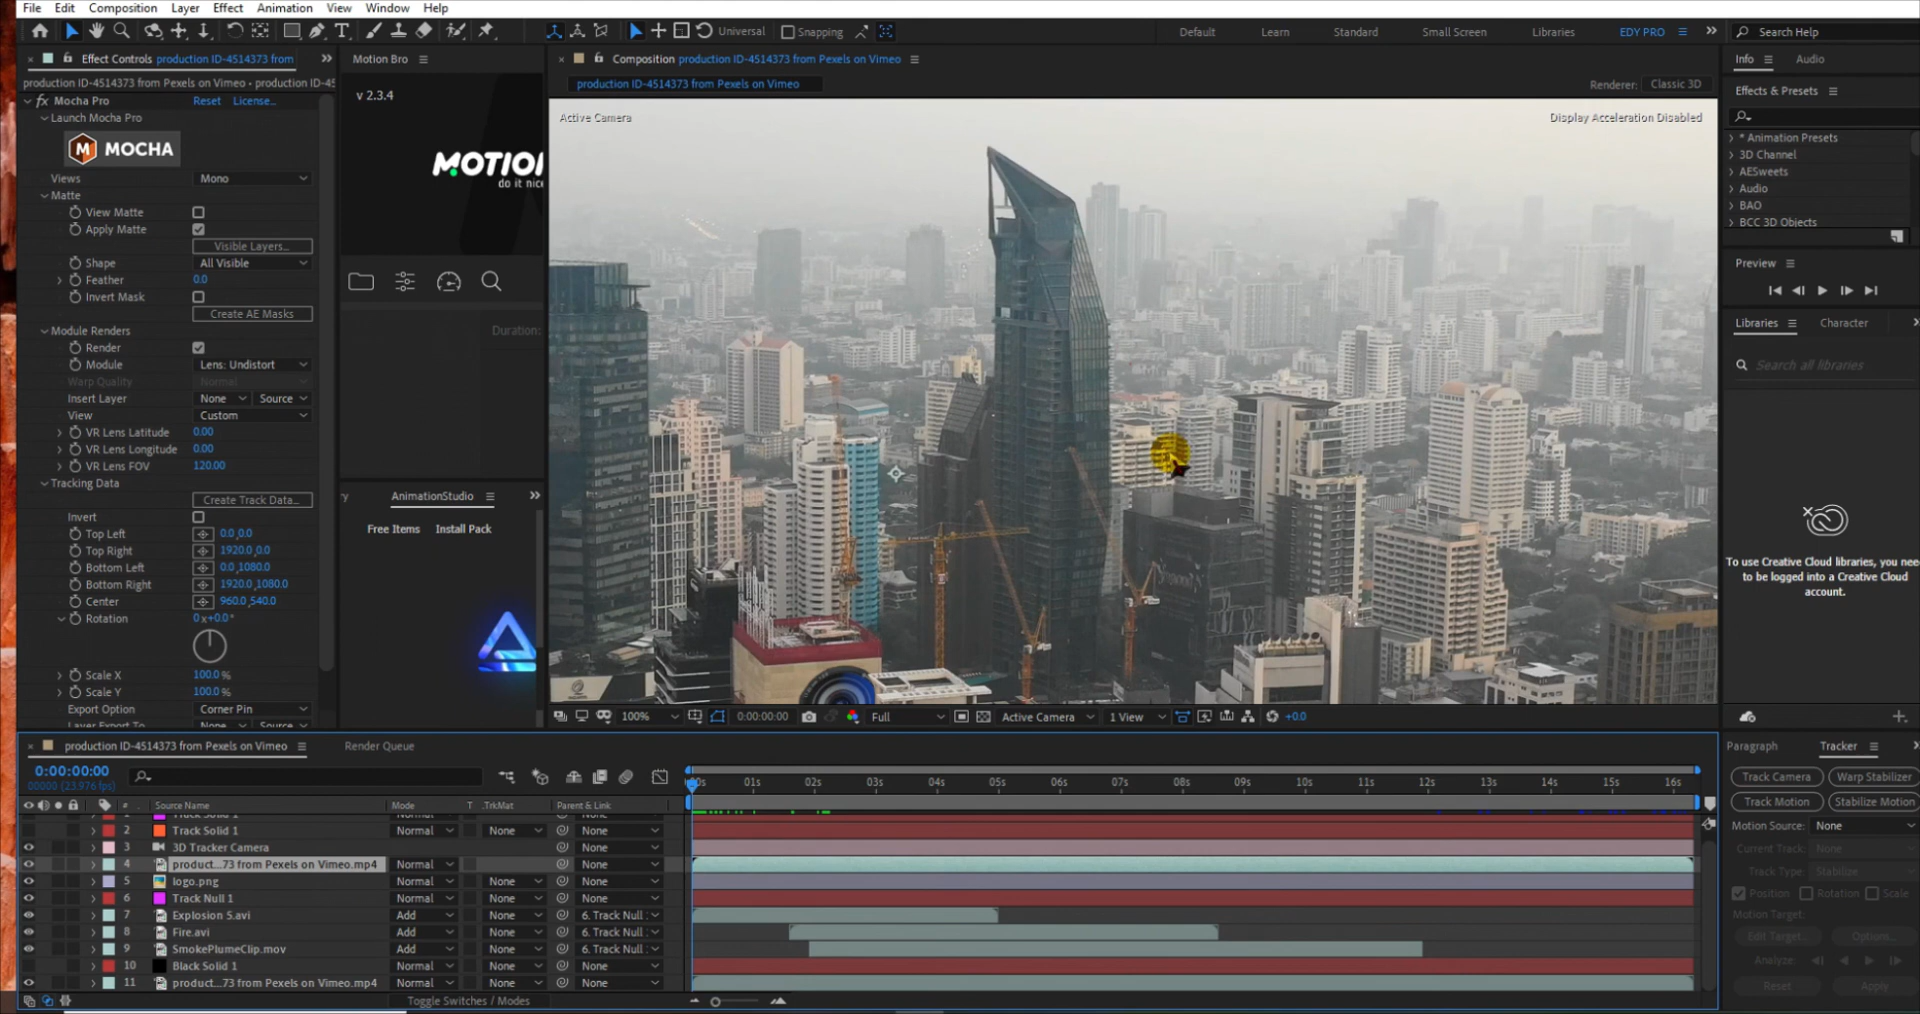 File Edit Composition Layer Effect Animation View Window Help
Universal Snapping Default Learn Standard Small Screen Libraries EDY PRO Search Help
Effect Controls production ID-4514373 from
production ID-4514373 from Pexels on Vimeo • production ID-45
fx Mocha Pro Reset License...
Launch Mocha Pro
M MOCHA
Views Mono
Matte
View Matte
Apply Matte
Visible Layers...
Shape All Visible
Feather 0.0
Invert Mask
Create AE Masks
Module Renders
Render
Module Lens: Undistort
Warp Quality Normal
Insert Layer None Source
View Custom
VR Lens Latitude 0.00
VR Lens Longitude 0.00
VR Lens FOV 120.00
Tracking Data
Create Track Data...
Invert
Top Left 0.0,0.0
Top Right 1920.0,0.0
Bottom Left 0.0,1080.0
Bottom Right 1920.0,1080.0
Center 960.0,540.0
Rotation 0x+0.0°
Scale X 100.0%
Scale Y 100.0%
Export Option Corner Pin
Layer Export To None Source
Motion Bro
v 2.3.4
MOTION
do it nice
Duration:
AnimationStudio
Free Items Install Pack
Composition production ID-4514373 from Pexels on Vimeo
production ID-4514373 from Pexels on Vimeo
Renderer: Classic 3D
Active Camera Display Acceleration Disabled
100% 0:00:00:00 Full Active Camera 1 View +0.0
Info Audio
Effects & Presets
* Animation Presets
3D Channel
AESweets
Audio
BAO
BCC 3D Objects
Preview
Libraries Character
Search all libraries
To use Creative Cloud libraries, you nee
to be logged into a Creative Cloud
account.
production ID-4514373 from Pexels on Vimeo Render Queue
0:00:00:00
00000 (23.976 fps)
00s 01s 02s 03s 04s 05s 06s 07s 08s 09s 10s 11s 12s 13s 14s 15s 16s
# Source Name Mode T .TrkMat Parent & Link
1 Track Solid 1 Normal None
2 Track Solid 1 Normal None None
3 3D Tracker Camera None
4 product...73 from Pexels on Vimeo.mp4 Normal None
5 logo.png Normal None None
6 Track Null 1 Normal None None
7 Explosion 5.avi Add None 6. Track Null :
8 Fire.avi Add None 6. Track Null :
9 SmokePlumeClip.mov Add None 6. Track Null :
10 Black Solid 1 Normal None None
11 product...73 from Pexels on Vimeo.mp4 Normal None None
Toggle Switches / Modes
Paragraph Tracker
Track Camera Warp Stabilizer
Track Motion Stabilize Motion
Motion Source: None
Current Track: None
Track Type: Stabilize
Position Rotation Scale
Motion Target:
Edit Target... Options...
Analyze:
Reset Apply